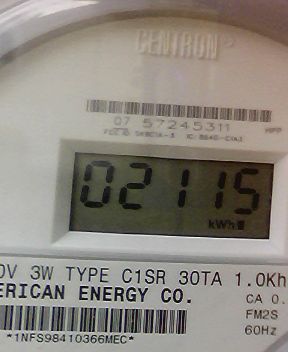 CENTRON
07 57245311
02115
kWh
0V 3W TYPE C1SR 30TA 1.0Kh
ERICAN ENERGY CO.
CA 0.
FM2S
60Hz
*1NFS98410366MEC*